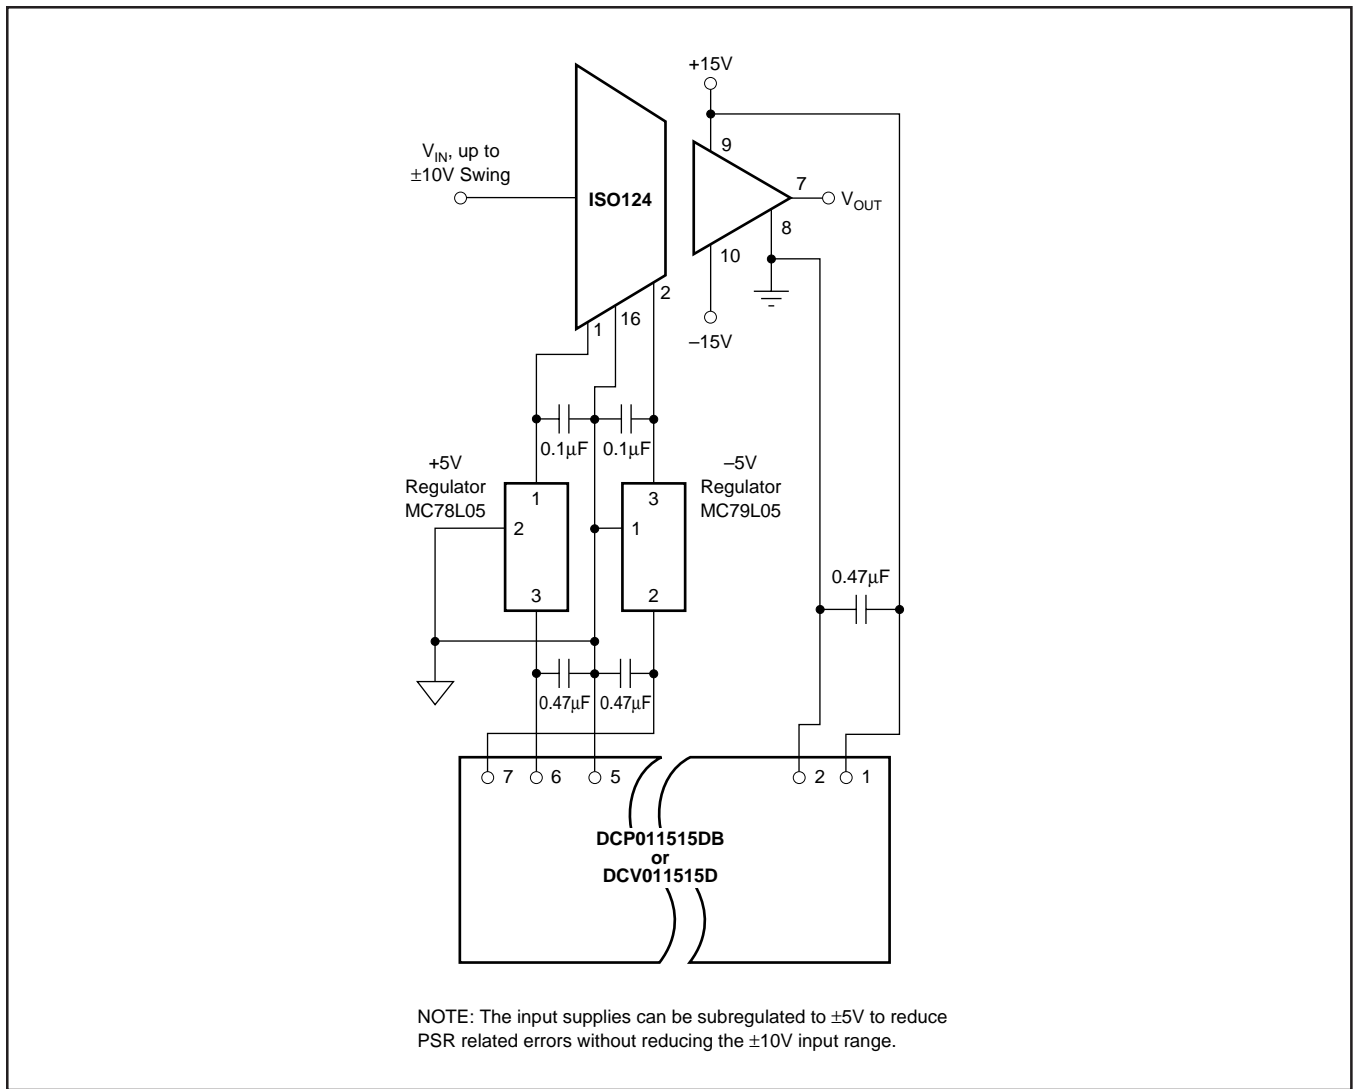 +15V
9
V_IN, up to
±10V Swing
ISO124
7
V_OUT
8
10
2
16
1
–15V
0.1µF 0.1µF
+5V
Regulator
MC78L05
–5V
Regulator
MC79L05
1
2
3
3
1
2
0.47µF
0.47µF 0.47µF
7 6 5 2 1
DCP011515DB
or
DCV011515D
NOTE: The input supplies can be subregulated to ±5V to reduce
PSR related errors without reducing the ±10V input range.